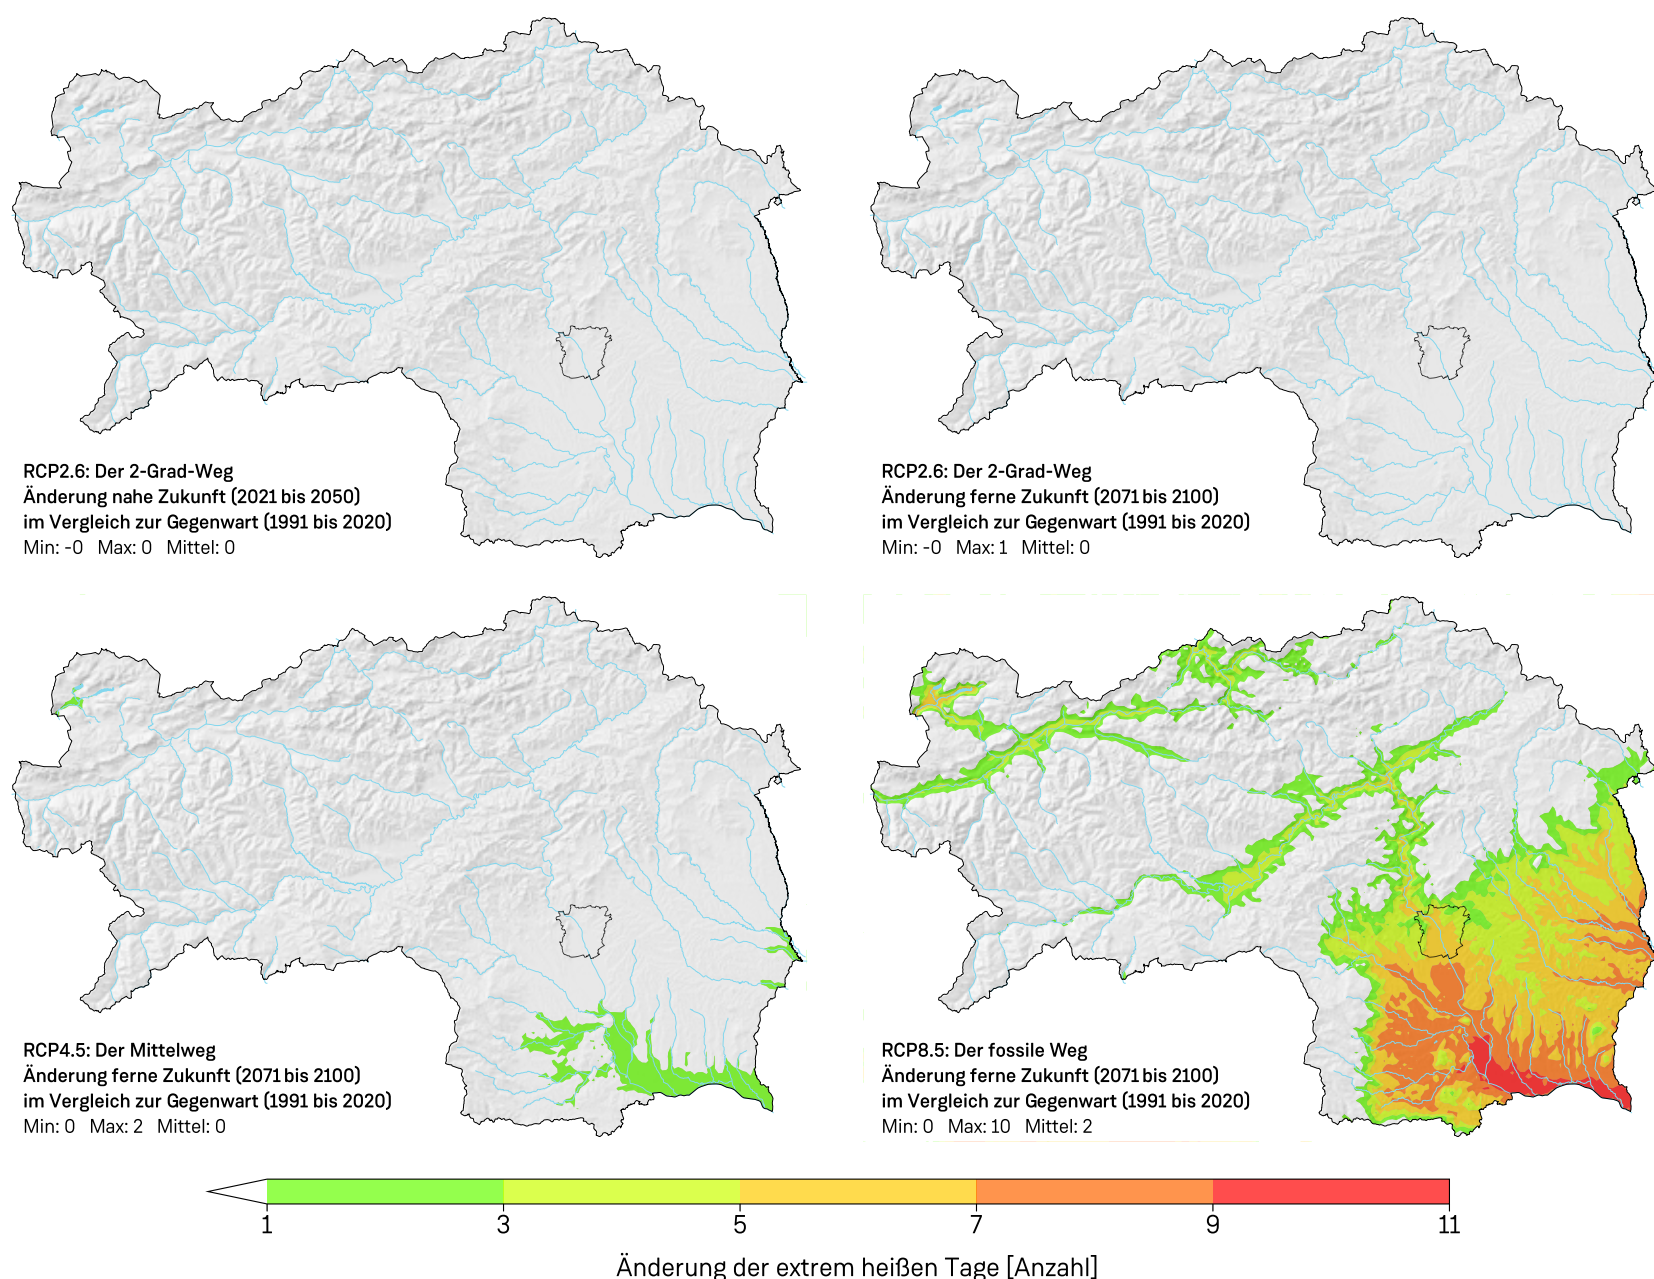 RCP2.6: Der 2-Grad-Weg
Änderung nahe Zukunft (2021 bis 2050)
im Vergleich zur Gegenwart (1991 bis 2020)
Min: -0 Max: 0 Mittel: 0
RCP2.6: Der 2-Grad-Weg
Änderung ferne Zukunft (2071 bis 2100)
im Vergleich zur Gegenwart (1991 bis 2020)
Min: -0 Max: 1 Mittel: 0
RCP4.5: Der Mittelweg
Änderung ferne Zukunft (2071 bis 2100)
im Vergleich zur Gegenwart (1991 bis 2020)
Min: 0 Max: 2 Mittel: 0
RCP8.5: Der fossile Weg
Änderung ferne Zukunft (2071 bis 2100)
im Vergleich zur Gegenwart (1991 bis 2020)
Min: 0 Max: 10 Mittel: 2
1 3 5 7 9 11
Änderung der extrem heißen Tage [Anzahl]